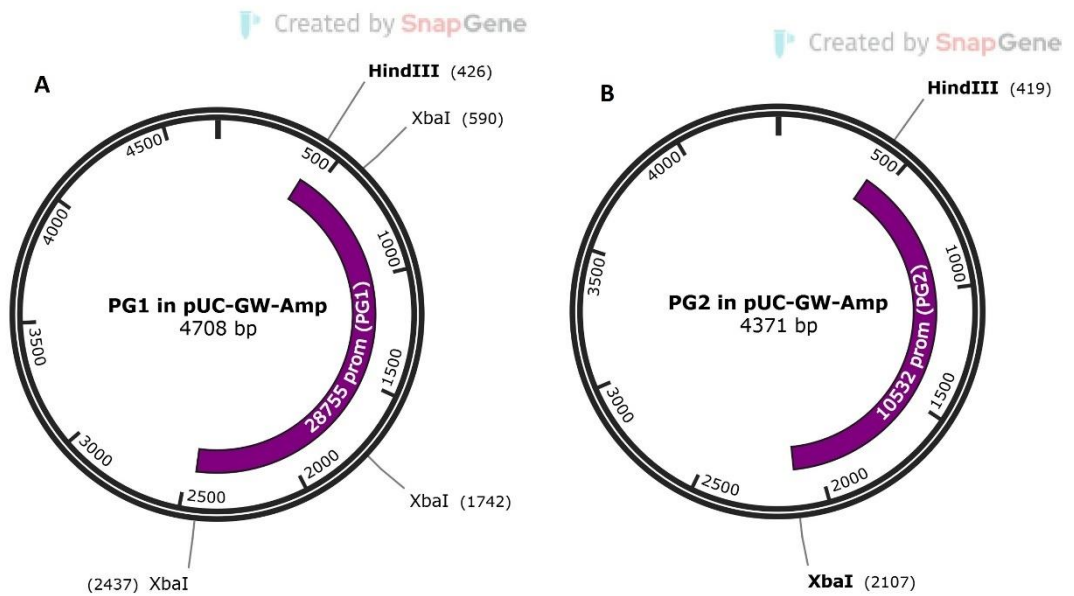 Created by SnapGene
A
HindIII (426)
XbaI (590)
4500
500
4000
1000
PG1 in pUC-GW-Amp
4708 bp
28755 prom (PG1)
3500
1500
3000
2000
2500
XbaI (1742)
(2437) XbaI
Created by SnapGene
B
HindIII (419)
4000
500
3500
1000
PG2 in pUC-GW-Amp
4371 bp
10532 prom (PG2)
3000
1500
2500
2000
XbaI (2107)